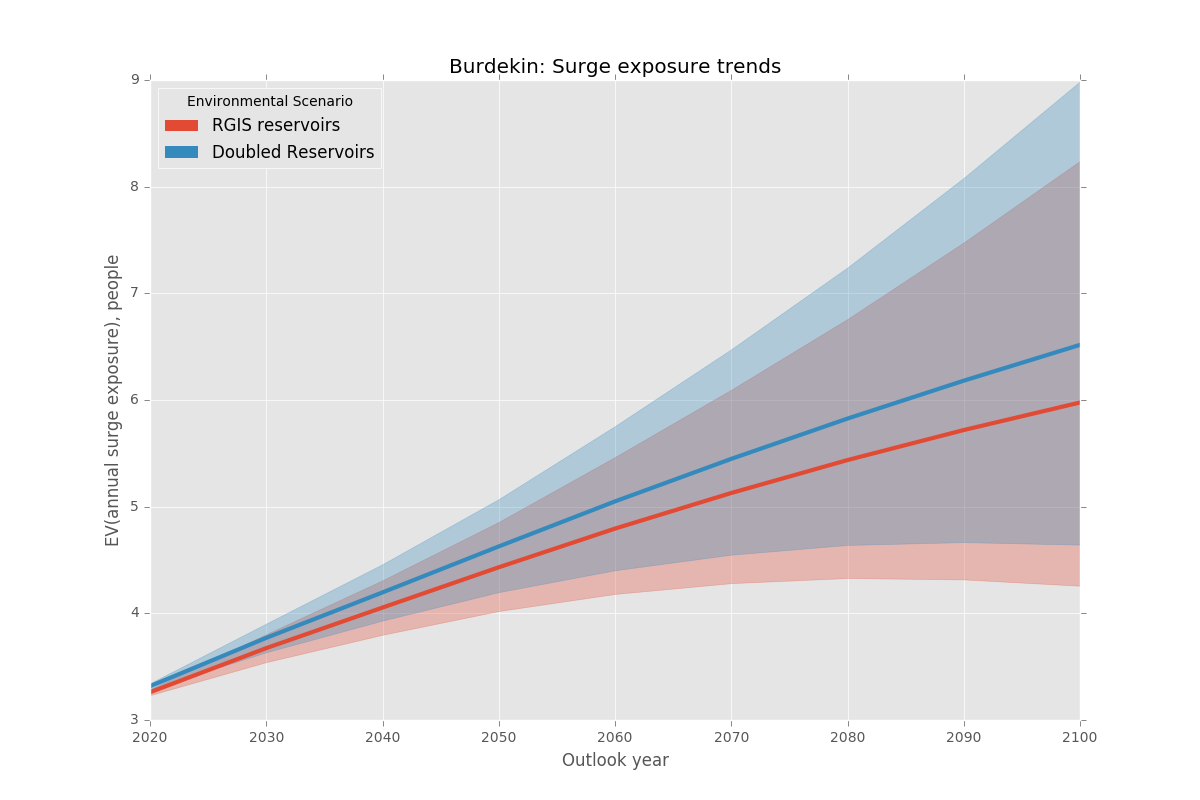 Burdekin: Surge exposure trends
Environmental Scenario
RGIS reservoirs
Doubled Reservoirs
EV(annual surge exposure), people
9
8
7
6
5
4
3
2020 2030 2040 2050 2060 2070 2080 2090 2100
Outlook year